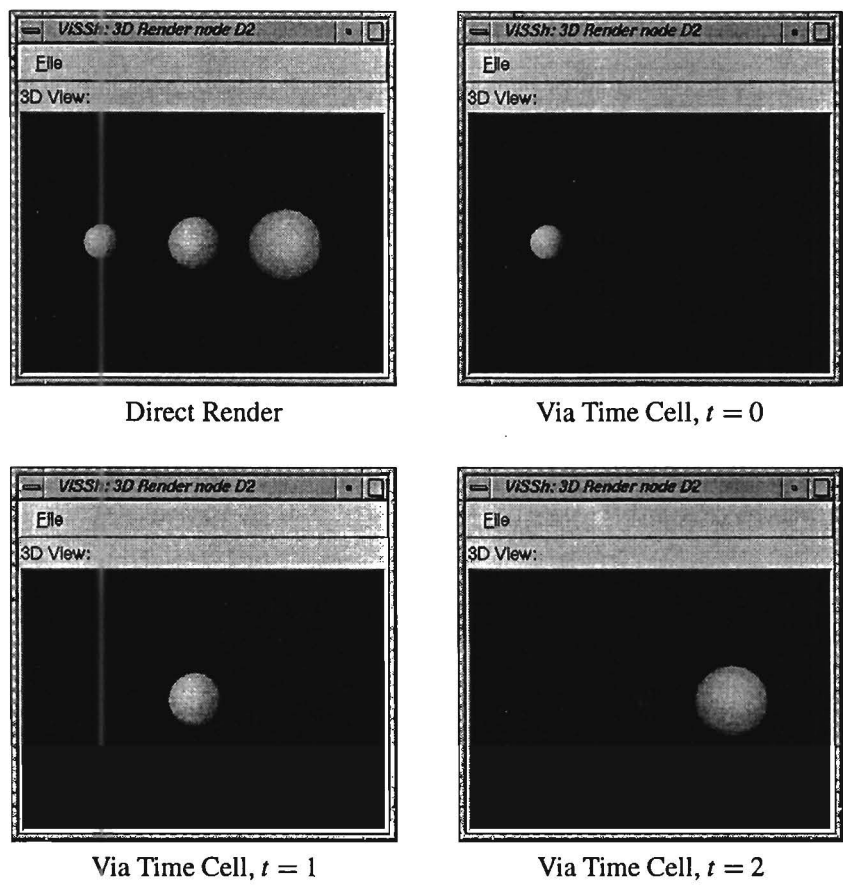 ViSSh: 3D Render node D2
File
3D View:
Direct Render
ViSSh: 3D Render node D2
File
3D View:
Via Time Cell, t = 0
ViSSh: 3D Render node D2
File
3D View:
Via Time Cell, t = 1
ViSSh: 3D Render node D2
File
3D View:
Via Time Cell, t = 2